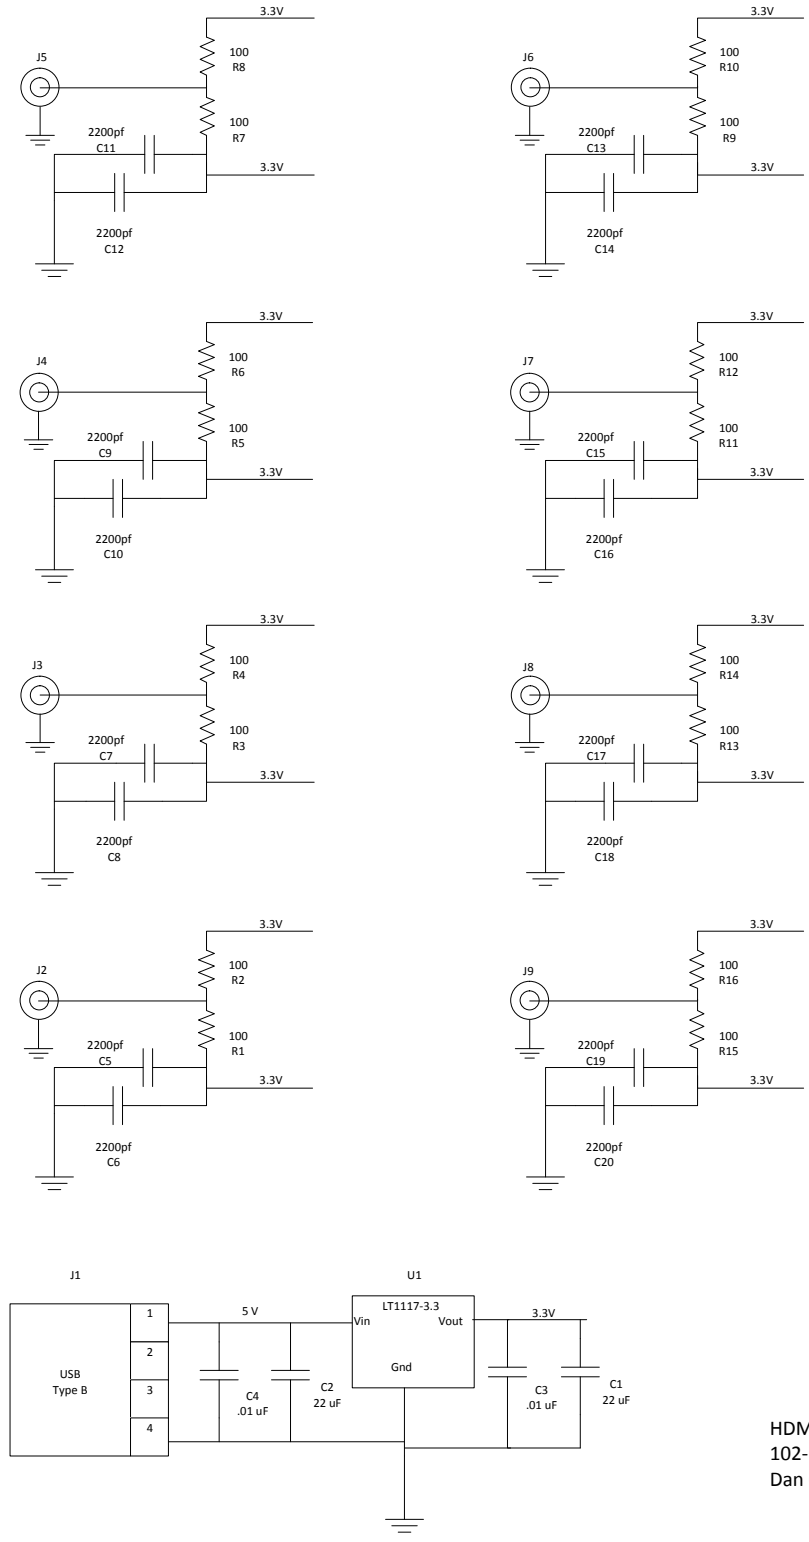 3.3V
J5
100
R8
2200pf
C11
100
R7
3.3V
2200pf
C12
3.3V
J6
100
R10
2200pf
C13
100
R9
3.3V
2200pf
C14
3.3V
J4
100
R6
2200pf
C9
100
R5
3.3V
2200pf
C10
3.3V
J7
100
R12
2200pf
C15
100
R11
3.3V
2200pf
C16
3.3V
J3
100
R4
2200pf
C7
100
R3
3.3V
2200pf
C8
3.3V
J8
100
R14
2200pf
C17
100
R13
3.3V
2200pf
C18
3.3V
J2
100
R2
2200pf
C5
100
R1
3.3V
2200pf
C6
3.3V
J9
100
R16
2200pf
C19
100
R15
3.3V
2200pf
C20
J1
USB
Type B
1
2
3
4
5 V
C4
.01 uF
C2
22 uF
U1
LT1117-3.3
Vin
Vout
Gnd
3.3V
C3
.01 uF
C1
22 uF
HDM
102-
Dan